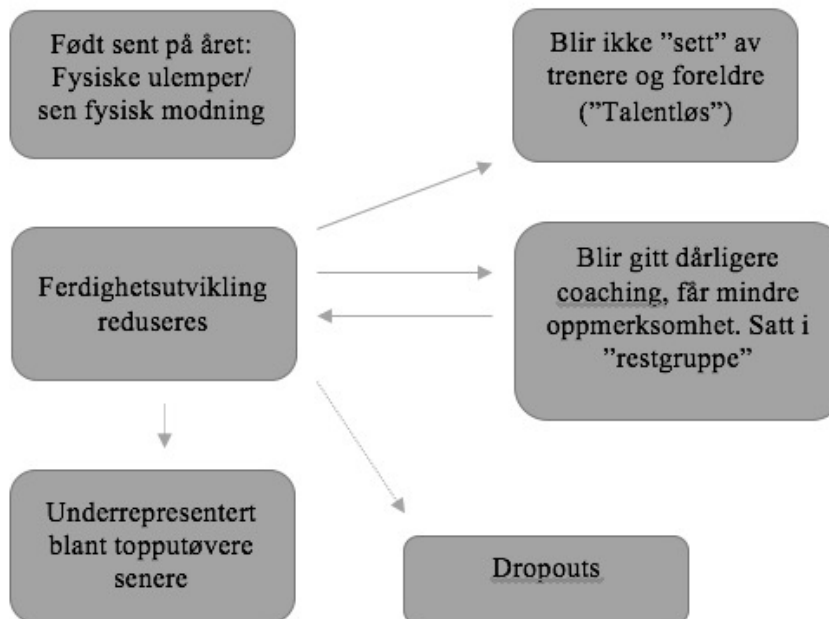 Født sent på året:
Fysiske ulemper/
sen fysisk modning
Blir ikke ”sett” av
trenere og foreldre
(”Talentløs”)
Ferdighetsutvikling
reduseres
Blir gitt dårligere
coaching, får mindre
oppmerksomhet. Satt i
”restgruppe”
Underrepresentert
blant topputøvere
senere
Dropouts